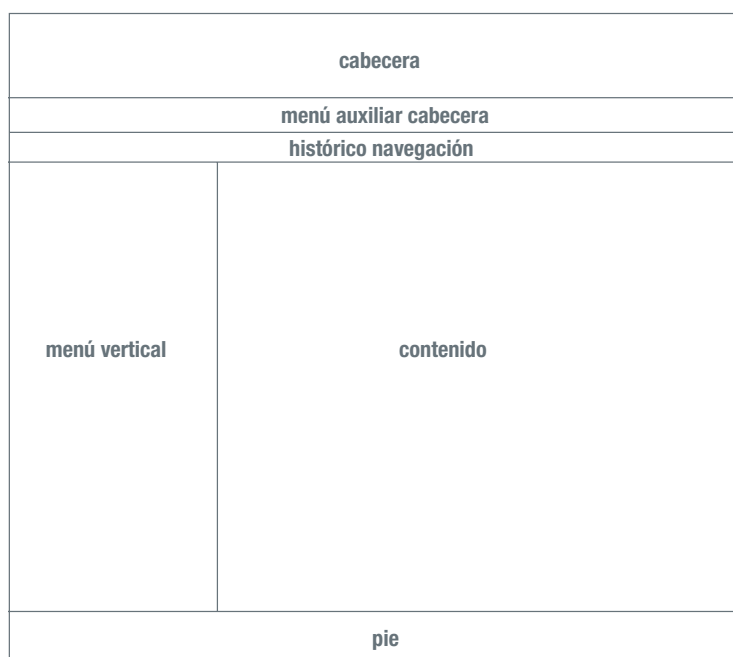 cabecera
menú auxiliar cabecera
histórico navegación
menú vertical
contenido
pie